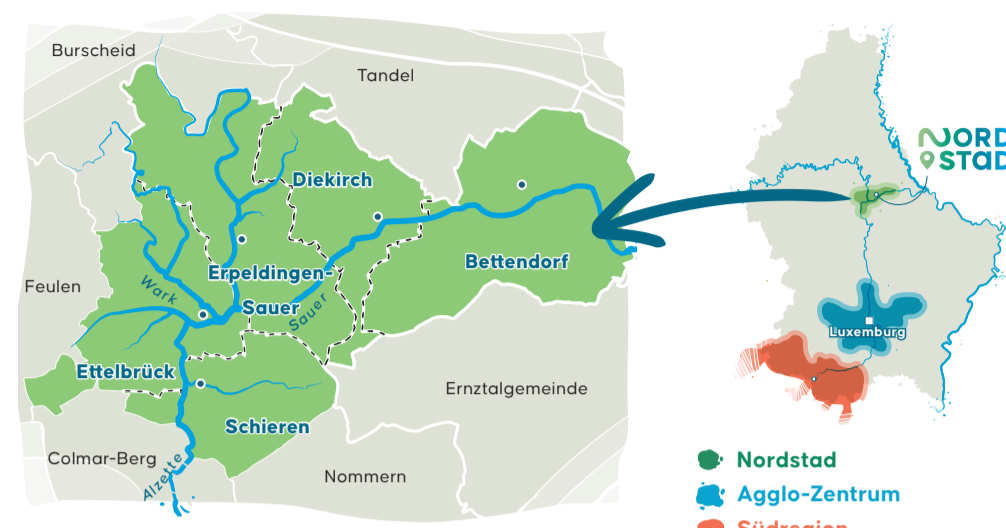 Burscheid
Tandel
Diekirch
Feulen
Wark
Erpeldingen-
Sauer
Sauer
Bettendorf
Ettelbrück
Schieren
Ernztalgemeinde
Colmar-Berg
Alzette
Nommern
NORD
STAD
Luxemburg
Nordstad
Agglo-Zentrum
Südregion